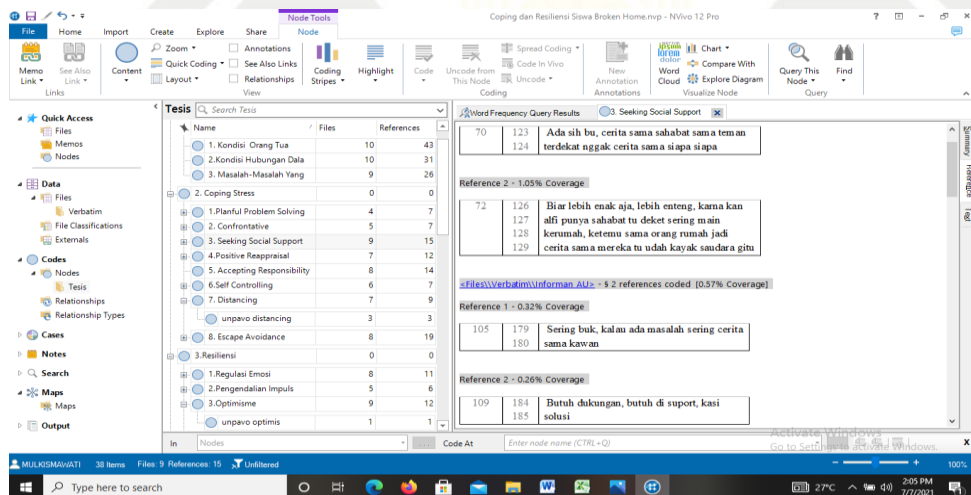 Node Tools
Coping dan Resiliensi Siswa Broken Home.nvp - NVivo 12 Pro
File Home Import Create Explore Share Node
Memo Link
See Also Link
Links
Content
Zoom
Quick Coding
Layout
Annotations
See Also Links
Relationships
View
Coding Stripes
Highlight
Code
Uncode from This Node
Spread Coding
Code In Vivo
Uncode
Coding
New Annotation
Annotations
Word Cloud
Chart
Compare With
Explore Diagram
Visualize Node
Query This Node
Find
Query
Quick Access
Files
Memos
Nodes
Data
Files
Verbatim
File Classifications
Externals
Codes
Nodes
Tesis
Relationships
Relationship Types
Cases
Notes
Search
Maps
Maps
Output
Tesis Search Tesis
Name Files References
1. Kondisi Orang Tua 10 43
2.Kondisi Hubungan Dala 10 31
3. Masalah-Masalah Yang 9 26
2. Coping Stress 0 0
1.Planful Problem Solving 4 7
2. Confrontative 5 7
3. Seeking Social Support 9 15
4.Positive Reappraisal 7 12
5. Accepting Responsibility 8 14
6.Self Controlling 6 7
7. Distancing 7 9
unpavo distancing 3 3
8. Escape Avoidance 8 19
3.Resiliensi 0 0
1.Regulasi Emosi 8 11
2.Pengendalian Impuls 5 6
3.Optimisme 9 12
unpavo optimis 1 1
Word Frequency Query Results
3. Seeking Social Support
70 123 Ada sih bu, cerita sama sahabat sama teman
124 terdekat nggak cerita sama siapa siapa
Reference 2 - 1.05% Coverage
72 126 Biar lebih enak aja, lebih enteng, karna kan
127 alfi punya sahabat tu deket sering main
128 kerumah, ketemu sama orang rumah jadi
129 cerita sama mereka tu udah kayak saudara gitu
<Files\\Verbatim\\Informan AU> - § 2 references coded [0.57% Coverage]
Reference 1 - 0.32% Coverage
105 179 Sering buk, kalau ada masalah sering cerita
180 sama kawan
Reference 2 - 0.26% Coverage
109 184 Butuh dukungan, butuh di suport, kasi
185 solusi
Summary
Reference
Text
In Nodes
Code At Enter node name (CTRL+Q)
Activate Windows
Go to Settings to activate Windows.
MULKISMAWATI 38 Items Files: 9 References: 15 Unfiltered
100%
Type here to search
27°C
2:05 PM
7/7/2021